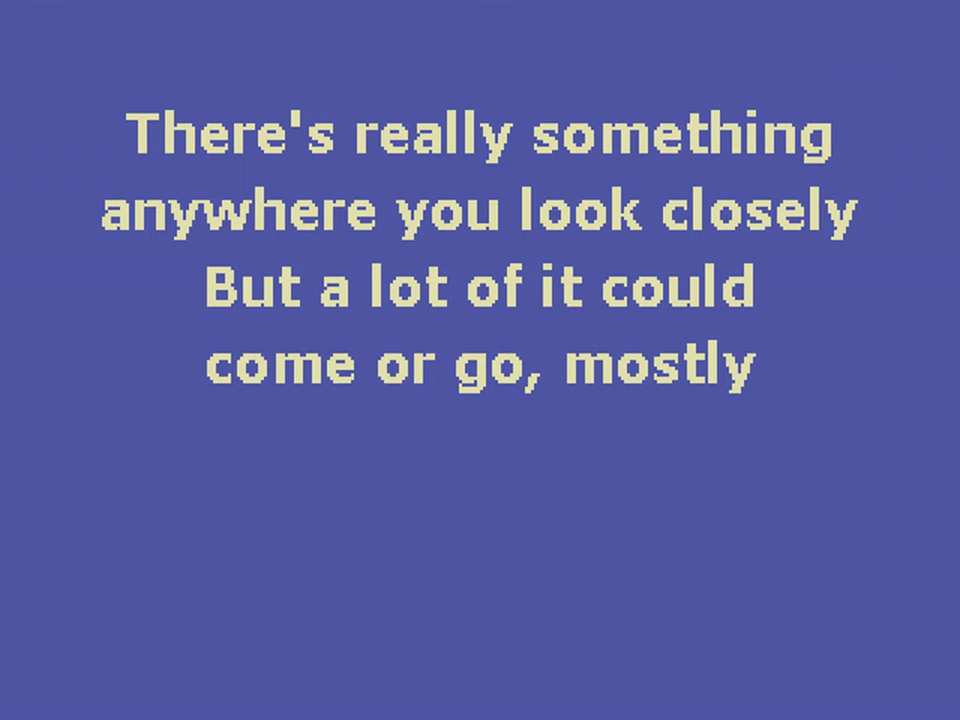 There's really something
anywhere you look closely
But a lot of it could
come or go, mostly